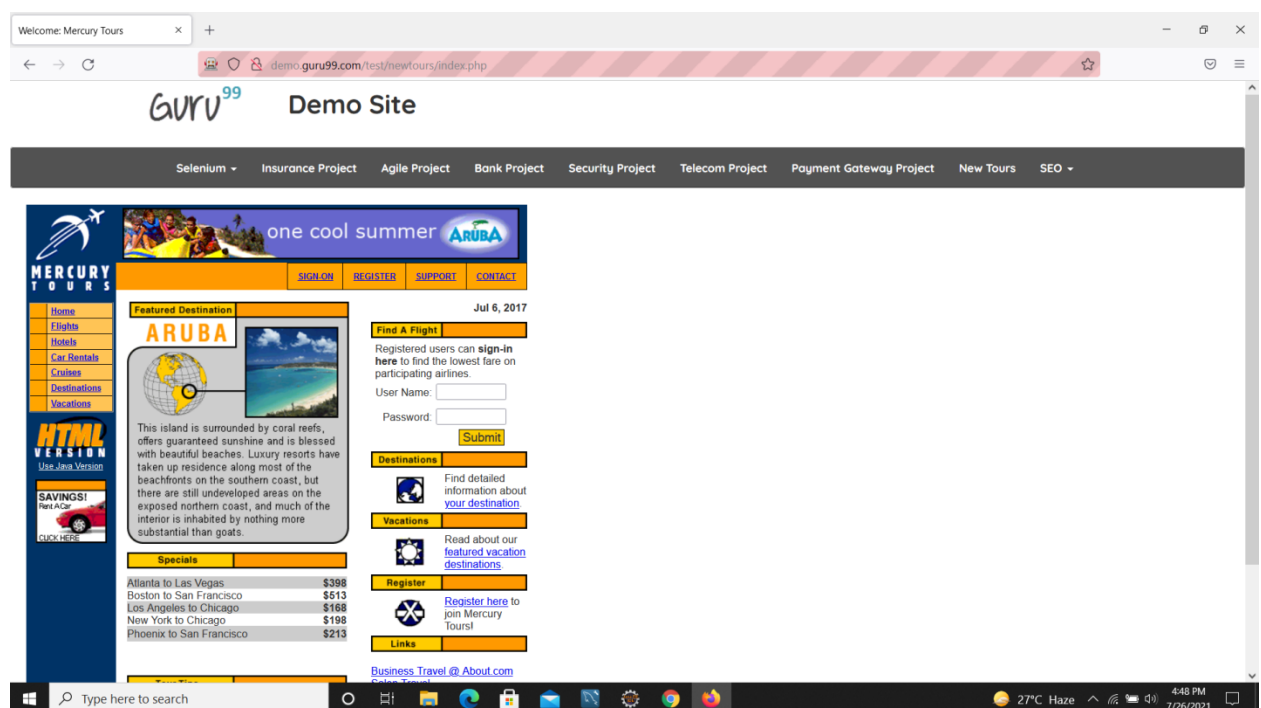 Welcome: Mercury Tours
demo.guru99.com/test/newtours/index.php
Guru99 Demo Site
Selenium Insurance Project Agile Project Bank Project Security Project Telecom Project Payment Gateway Project New Tours SEO
one cool summer ARUBA
MERCURY
TOURS
SIGN-ON REGISTER SUPPORT CONTACT
Home
Flights
Hotels
Car Rentals
Cruises
Destinations
Vacations
HTML
VERSION
Use Java Version
SAVINGS!
Rent A Car
CLICK HERE
Featured Destination
ARUBA
This island is surrounded by coral reefs,
offers guaranteed sunshine and is blessed
with beautiful beaches. Luxury resorts have
taken up residence along most of the
beachfronts on the southern coast, but
there are still undeveloped areas on the
exposed northern coast, and much of the
interior is inhabited by nothing more
substantial than goats.
Specials
Atlanta to Las Vegas $398
Boston to San Francisco $513
Los Angeles to Chicago $168
New York to Chicago $198
Phoenix to San Francisco $213
Tour Tips
Jul 6, 2017
Find A Flight
Registered users can sign-in
here to find the lowest fare on
participating airlines.
User Name:
Password:
Submit
Destinations
Find detailed
information about
your destination.
Vacations
Read about our
featured vacation
destinations.
Register
Register here to
join Mercury
Tours!
Links
Business Travel @ About.com
Salon Travel
Type here to search
27°C Haze
4:48 PM
7/26/2021